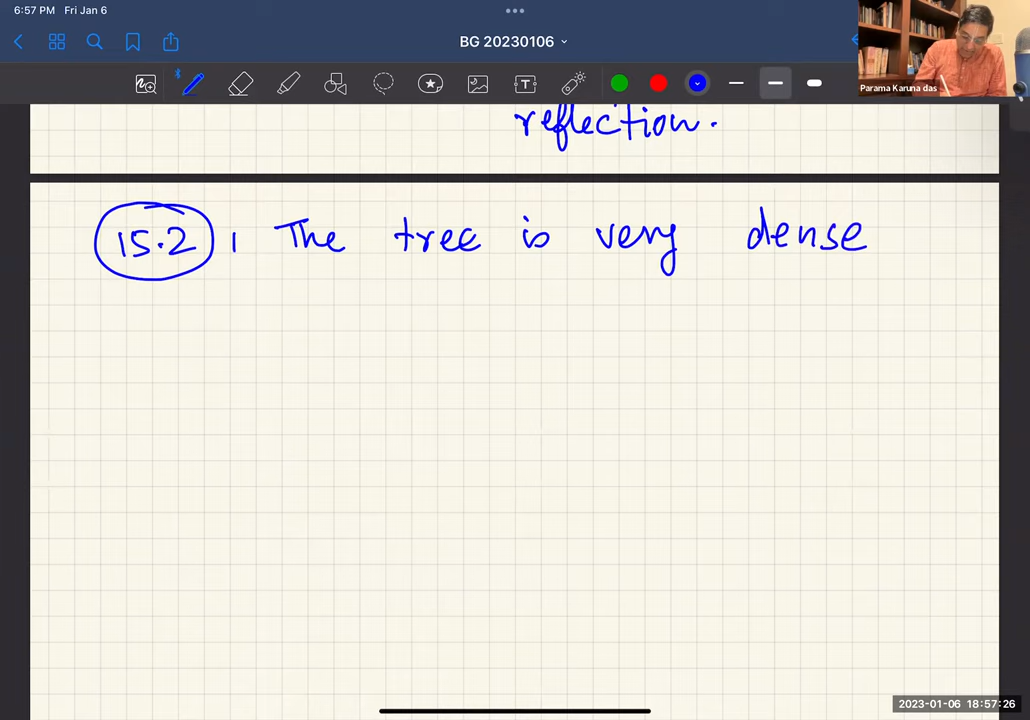 6:57 PM Fri Jan 6
BG 20230106
T
Parama Karuna das
reflection.
15.2 | The tree is very dense
2023-01-06 18:57:26